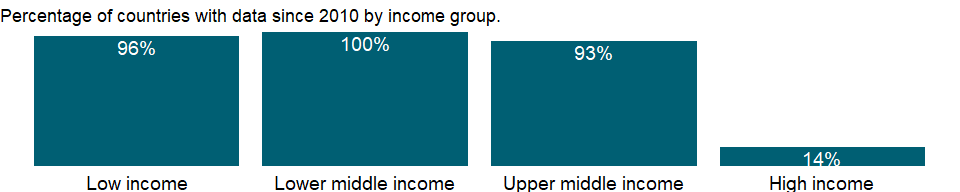 Percentage of countries with data since 2010 by income group.
96%
100%
93%
14%
Low income
Lower middle income
Upper middle income
High income